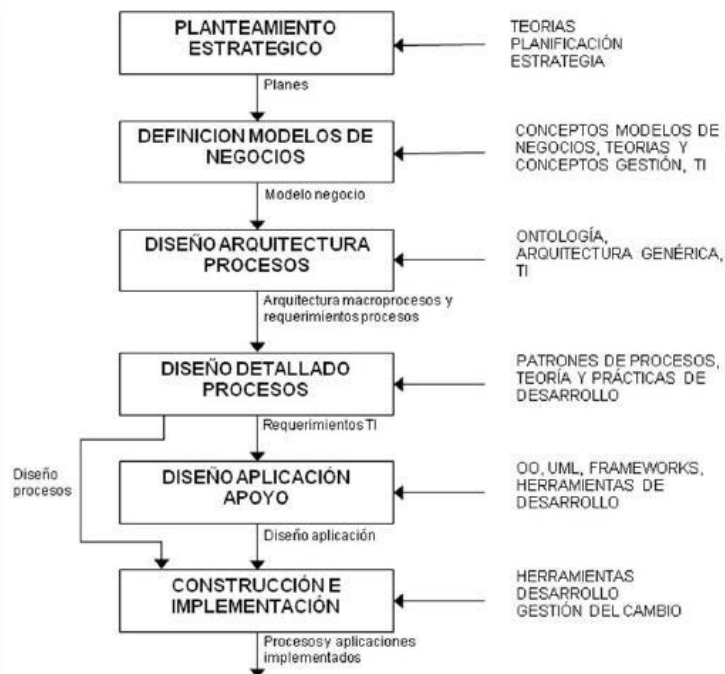 PLANTEAMIENTO
ESTRATEGICO
TEORIAS
PLANIFICACIÓN
ESTRATEGIA
Planes
DEFINICION MODELOS DE
NEGOCIOS
CONCEPTOS MODELOS DE
NEGOCIOS, TEORIAS Y
CONCEPTOS GESTIÓN, TI
Modelo negocio
DISEÑO ARQUITECTURA
PROCESOS
ONTOLOGÍA,
ARQUITECTURA GENÉRICA,
TI
Arquitectura macroprocesos y
requerimientos procesos
DISEÑO DETALLADO
PROCESOS
PATRONES DE PROCESOS,
TEORÍA Y PRÁCTICAS DE
DESARROLLO
Requerimientos TI
Diseño
procesos
DISEÑO APLICACIÓN
APOYO
OO, UML, FRAMEWORKS,
HERRAMIENTAS DE
DESARROLLO
Diseño aplicación
CONSTRUCCIÓN E
IMPLEMENTACIÓN
HERRAMIENTAS
DESARROLLO
GESTIÓN DEL CAMBIO
Procesos y aplicaciones
implementados